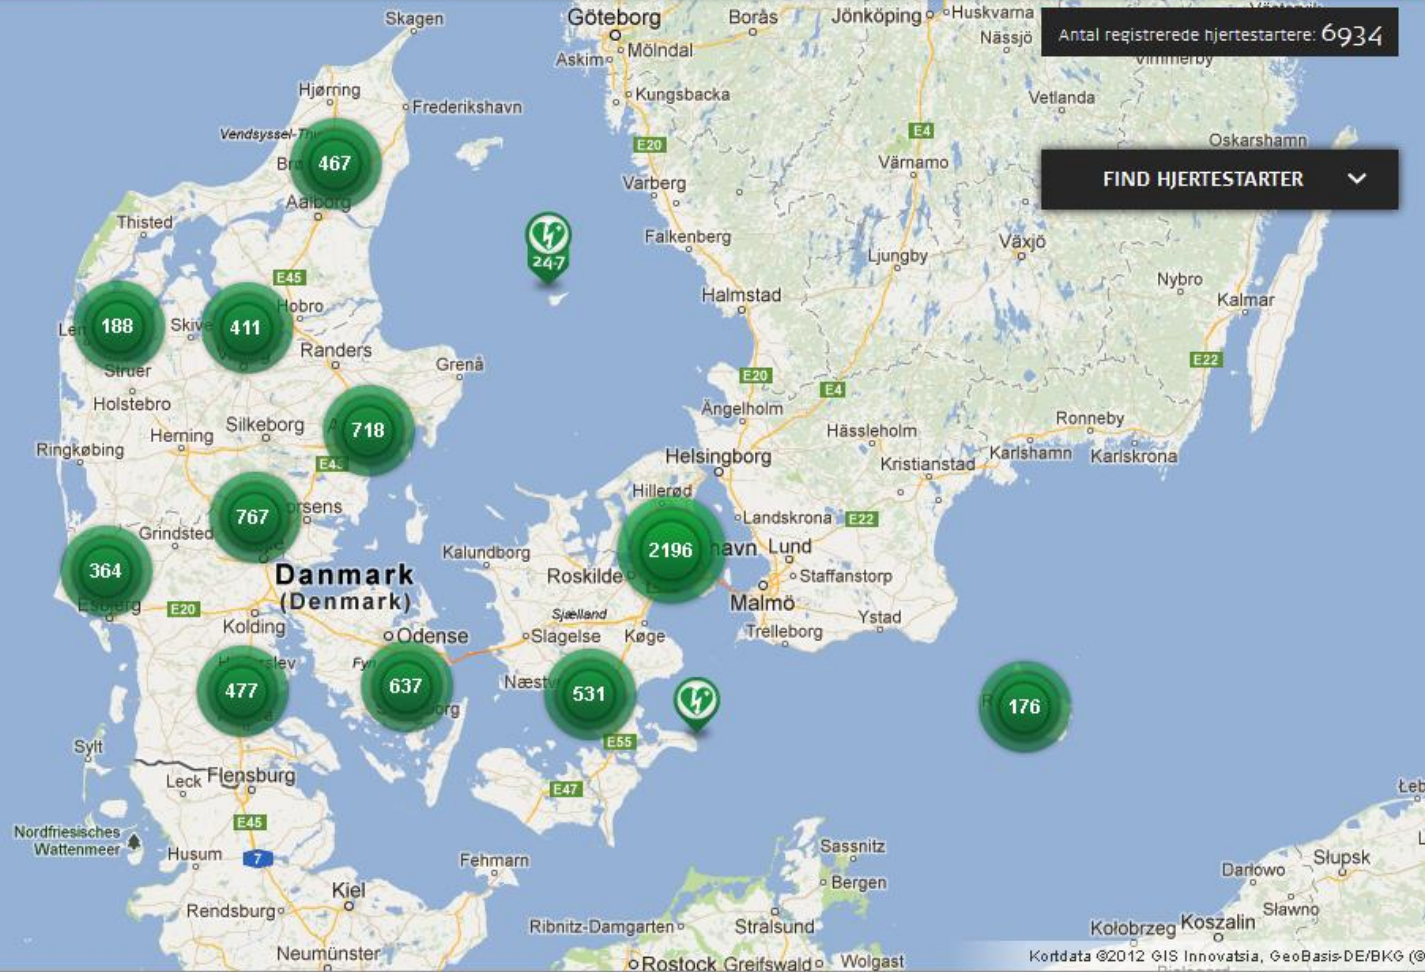 Skagen
Göteborg
Borås
Jönköping
Huskvarna
Antal registrerede hjertestartere: 6934
Nässjö
Mölndal
Askim
Vimmerby
Hjørring
Frederikshavn
Kungsbacka
Vetlanda
E4
Oskarshamn
E20
467
Värnamo
FIND HJERTESTARTER
Varberg
Aalborg
Thisted
Falkenberg
24-7
Växjö
Ljungby
E45
Nybro
Halmstad
Kalmar
Hobro
188
411
Randers
Grenå
E22
Struer
E20
E4
Holstebro
Ängelholm
Ronneby
Silkeborg
718
Herning
Hässleholm
Ringkøbing
Helsingborg
Karlshamn
Karlskrona
Kristianstad
Hillerød
767
Landskrona
E22
Grindsted
Kalundborg
2196
Lund
364
Danmark
Roskilde
Staffanstorp
(Denmark)
Malmö
Esbjerg
E20
Sjælland
Ystad
Kolding
Odense
Slagelse
Køge
Trelleborg
477
637
531
176
E55
Sylt
Leck
Flensburg
E47
E45
Nordfriesisches
Wattenmeer
Husum
7
Fehmarn
Sassnitz
Słupsk
Darłowo
Bergen
Kiel
Rendsburg
Sławno
Ribnitz-Damgarten
Stralsund
Kołobrzeg
Koszalin
Neumünster
Rostock
Greifswald
Wolgast
Kortdata ©2012 GIS Innovatsia, GeoBasis-DE/BKG